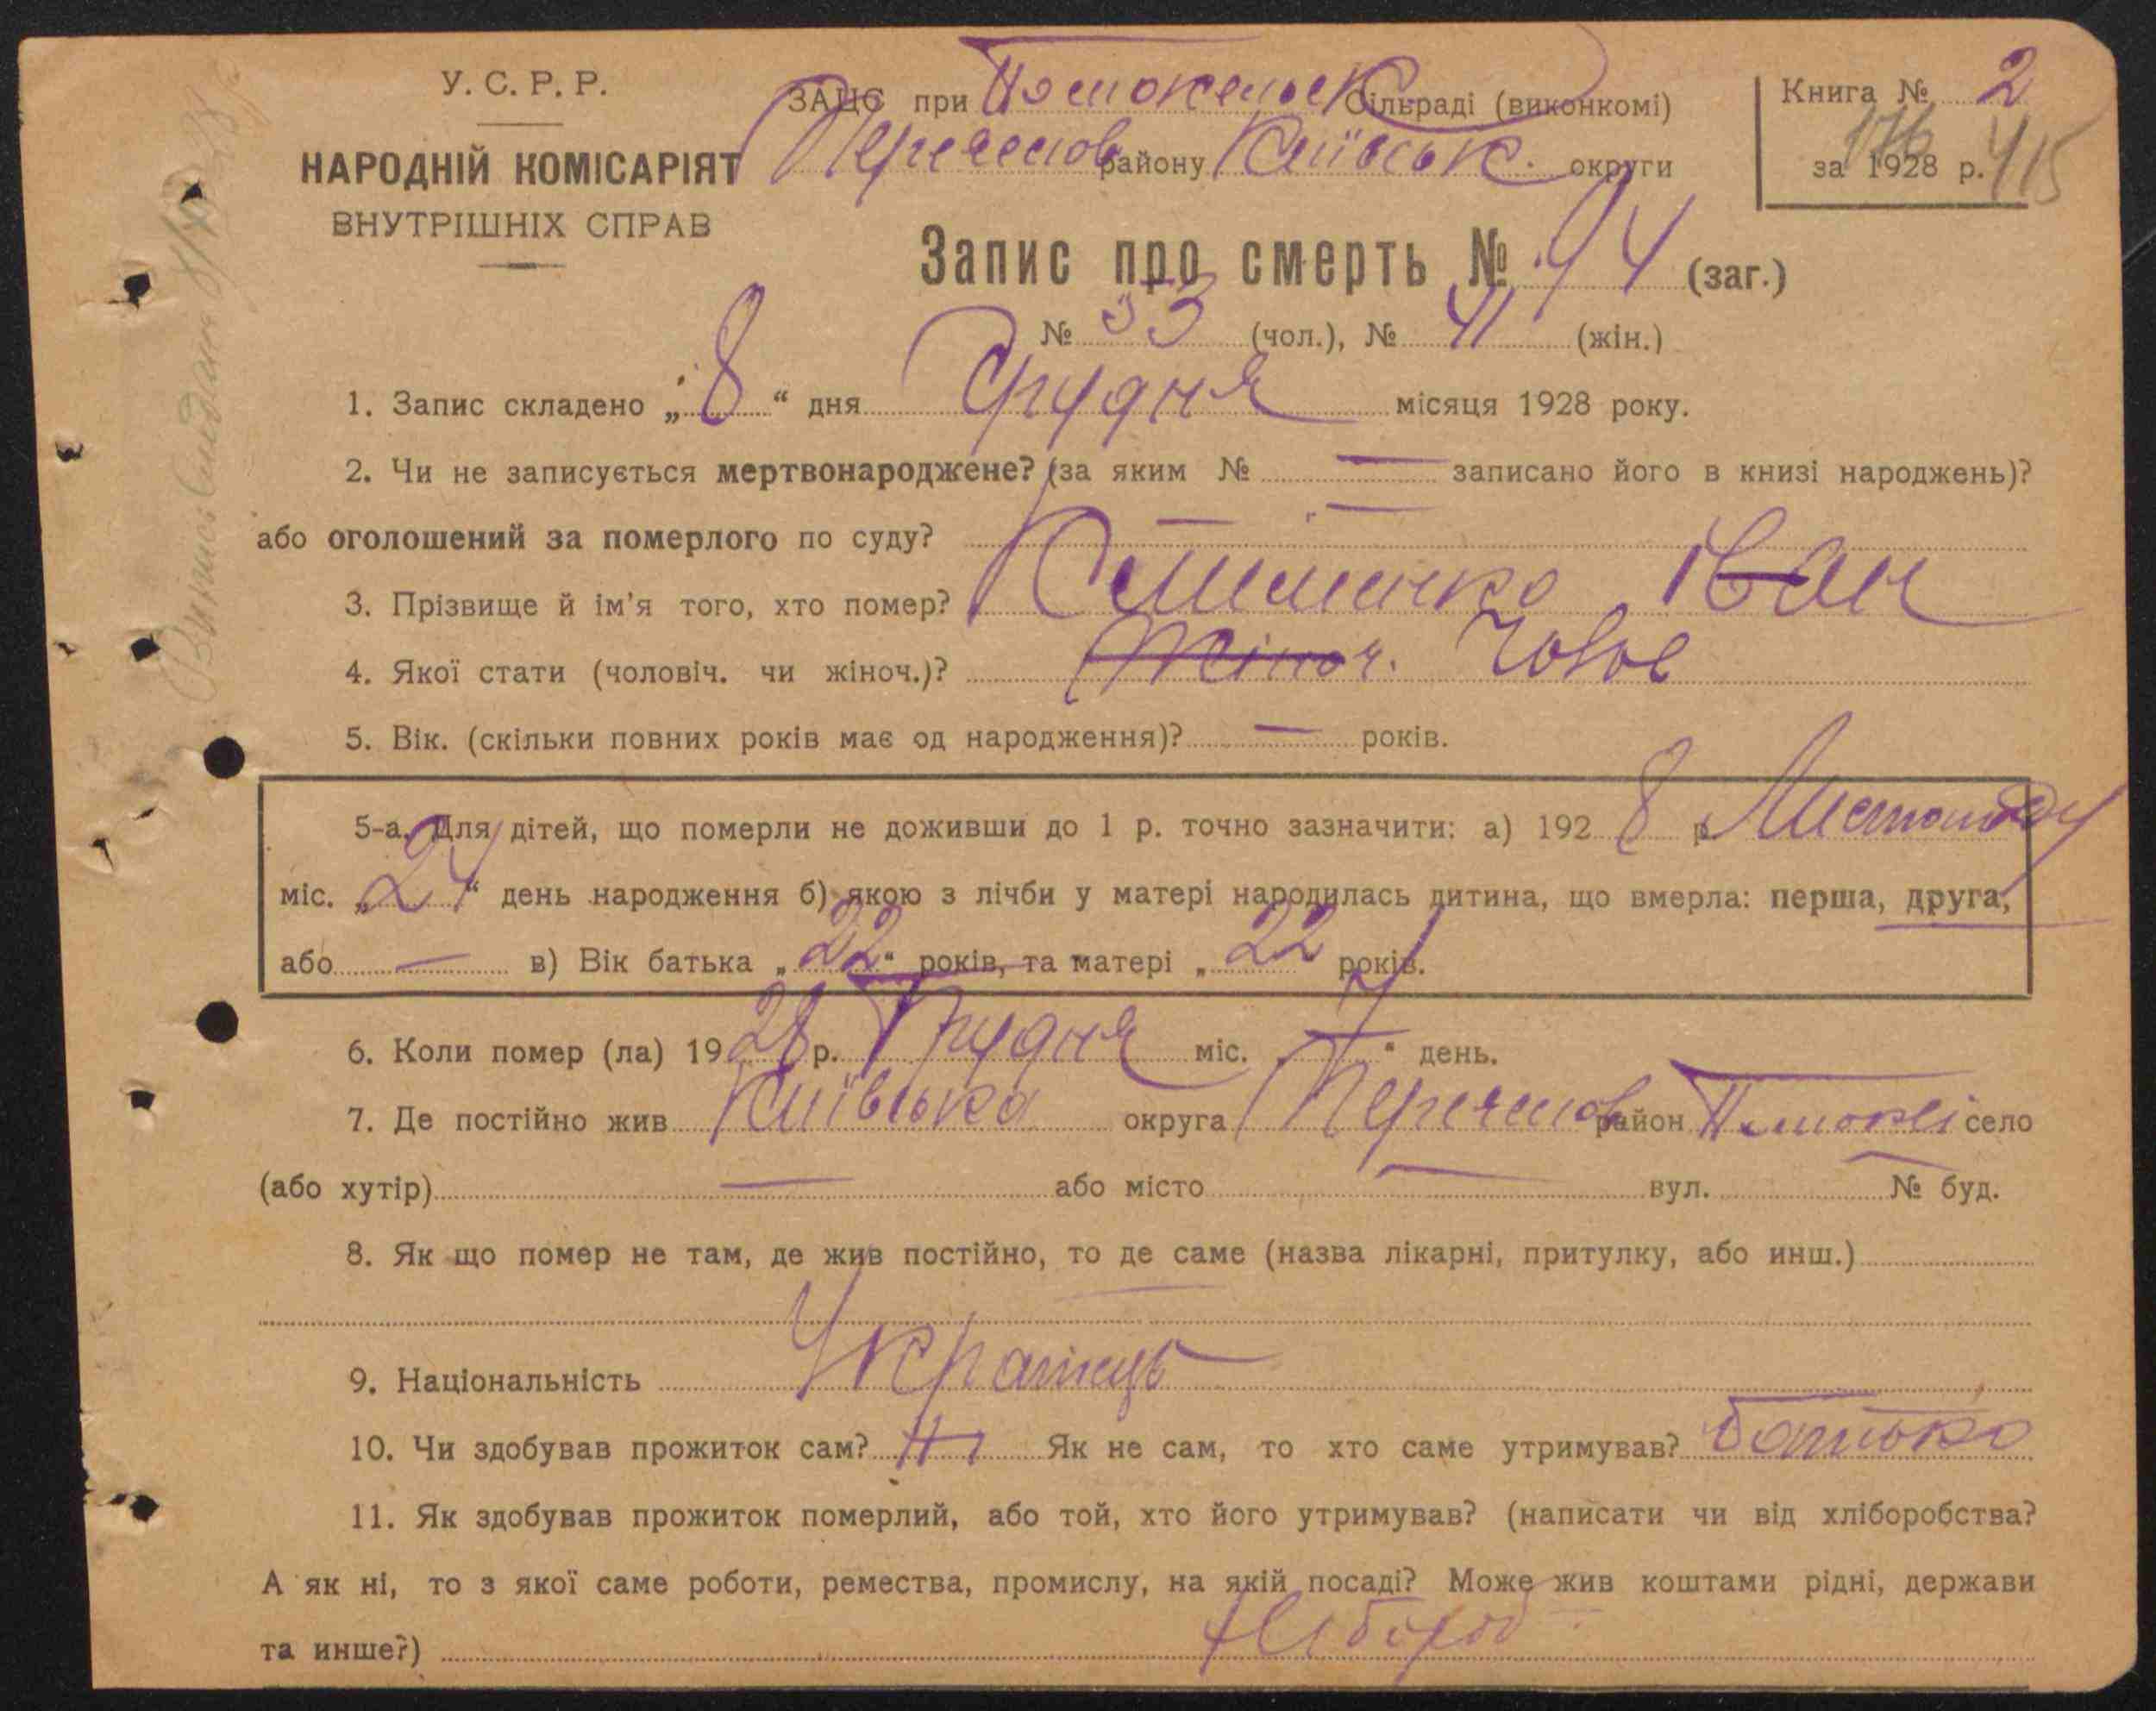 У. С. Р. Р.
НАРОДНІЙ КОМІСАРІЯТ
ВНУТРІШНІХ СПРАВ
ЗАЦС при Сільраді (виконкомі)
району Київськ. округи
Книга № 2
176
за 1928 р. 415
Запис про смерть № 94 (заг.)
№ 53 (чол.), № 41 (жін.)
1. Запис складено „8“ дня Грудня місяця 1928 року.
2. Чи не записується мертвонароджене? (за яким № — записано його в книзі народжень)?
або оголошений за померлого по суду? — —
3. Прізвище й ім'я того, хто помер? Іван
4. Якої стати (чоловіч. чи жіноч.)? Жіноч. Чолов
5. Вік. (скільки повних років має од народження)? — років.
5-а. Для дітей, що померли не доживши до 1 р. точно зазначити: а) 1928 р. Листопаду
міс. „24“ день народження б) якою з лічби у матері народилась дитина, що вмерла: перша, друга,
або — в) Вік батька „22“ років, та матері „22 років.
6. Коли помер (ла) 1928 р. Грудня міс. „7“ день.
7. Де постійно жив Київська округа район село
(або хутір) — або місто — вул. — № буд.
8. Як що помер не там, де жив постійно, то де саме (назва лікарні, притулку, або инш.)
—
9. Національність Українець
10. Чи здобував прожиток сам? Ні Як не сам, то хто саме утримував? Батько
11. Як здобував прожиток померлий, або той, хто його утримував? (написати чи від хліборобства?
А як ні, то з якої саме роботи, ремества, промислу, на якій посаді? Може жив коштами рідні, держави
та инше?) Хлібороб